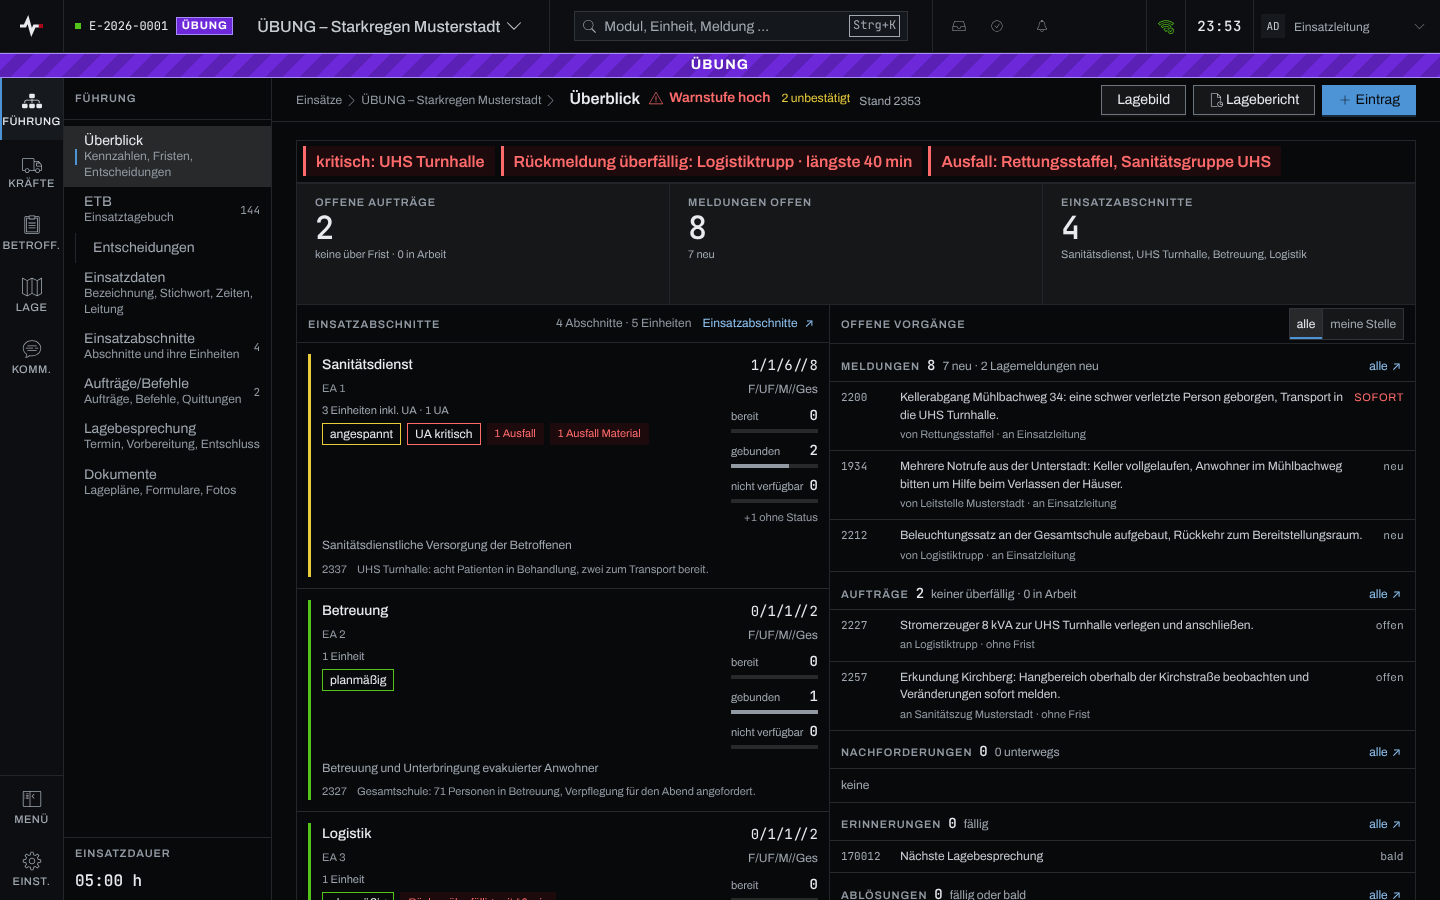 E-2026-0001 ÜBUNG ÜBUNG – Starkregen Musterstadt
Modul, Einheit, Meldung ... Strg+K
23:53 AD Einsatzleitung
ÜBUNG
FÜHRUNG
KRÄFTE
BETROFF.
LAGE
KOMM.
MENÜ
EINST.
FÜHRUNG
Überblick
Kennzahlen, Fristen,
Entscheidungen
ETB
Einsatztagebuch 144
Entscheidungen
Einsatzdaten
Bezeichnung, Stichwort, Zeiten,
Leitung
Einsatzabschnitte
Abschnitte und ihre Einheiten 4
Aufträge/Befehle
Aufträge, Befehle, Quittungen 2
Lagebesprechung
Termin, Vorbereitung, Entschluss
Dokumente
Lagepläne, Formulare, Fotos
EINSATZDAUER
05:00 h
Einsätze ÜBUNG – Starkregen Musterstadt Überblick Warnstufe hoch 2 unbestätigt Stand 2353
Lagebild Lagebericht + Eintrag
kritisch: UHS Turnhalle Rückmeldung überfällig: Logistiktrupp · längste 40 min Ausfall: Rettungsstaffel, Sanitätsgruppe UHS
OFFENE AUFTRÄGE
2
keine über Frist · 0 in Arbeit
MELDUNGEN OFFEN
8
7 neu
EINSATZABSCHNITTE
4
Sanitätsdienst, UHS Turnhalle, Betreuung, Logistik
EINSATZABSCHNITTE 4 Abschnitte · 5 Einheiten Einsatzabschnitte ↗
Sanitätsdienst 1/1/6//8
EA 1 F/UF/M//Ges
3 Einheiten inkl. UA · 1 UA
angespannt UA kritisch 1 Ausfall 1 Ausfall Material
bereit 0
gebunden 2
nicht verfügbar 0
+1 ohne Status
Sanitätsdienstliche Versorgung der Betroffenen
2337 UHS Turnhalle: acht Patienten in Behandlung, zwei zum Transport bereit.
Betreuung 0/1/1//2
EA 2 F/UF/M//Ges
1 Einheit
planmäßig
bereit 0
gebunden 1
nicht verfügbar 0
Betreuung und Unterbringung evakuierter Anwohner
2327 Gesamtschule: 71 Personen in Betreuung, Verpflegung für den Abend angefordert.
Logistik 0/1/1//2
EA 3 F/UF/M//Ges
1 Einheit
bereit 0
OFFENE VORGÄNGE alle meine Stelle
MELDUNGEN 8 7 neu · 2 Lagemeldungen neu alle ↗
2200 Kellerabgang Mühlbachweg 34: eine schwer verletzte Person geborgen, Transport in SOFORT
die UHS Turnhalle.
von Rettungsstaffel · an Einsatzleitung
1934 Mehrere Notrufe aus der Unterstadt: Keller vollgelaufen, Anwohner im Mühlbachweg neu
bitten um Hilfe beim Verlassen der Häuser.
von Leitstelle Musterstadt · an Einsatzleitung
2212 Beleuchtungssatz an der Gesamtschule aufgebaut, Rückkehr zum Bereitstellungsraum. neu
von Logistiktrupp · an Einsatzleitung
AUFTRÄGE 2 keiner überfällig · 0 in Arbeit alle ↗
2227 Stromerzeuger 8 kVA zur UHS Turnhalle verlegen und anschließen. offen
an Logistiktrupp · ohne Frist
2257 Erkundung Kirchberg: Hangbereich oberhalb der Kirchstraße beobachten und offen
Veränderungen sofort melden.
an Sanitätszug Musterstadt · ohne Frist
NACHFORDERUNGEN 0 0 unterwegs alle ↗
keine
ERINNERUNGEN 0 fällig alle ↗
170012 Nächste Lagebesprechung bald
ABLÖSUNGEN 0 fällig oder bald alle ↗